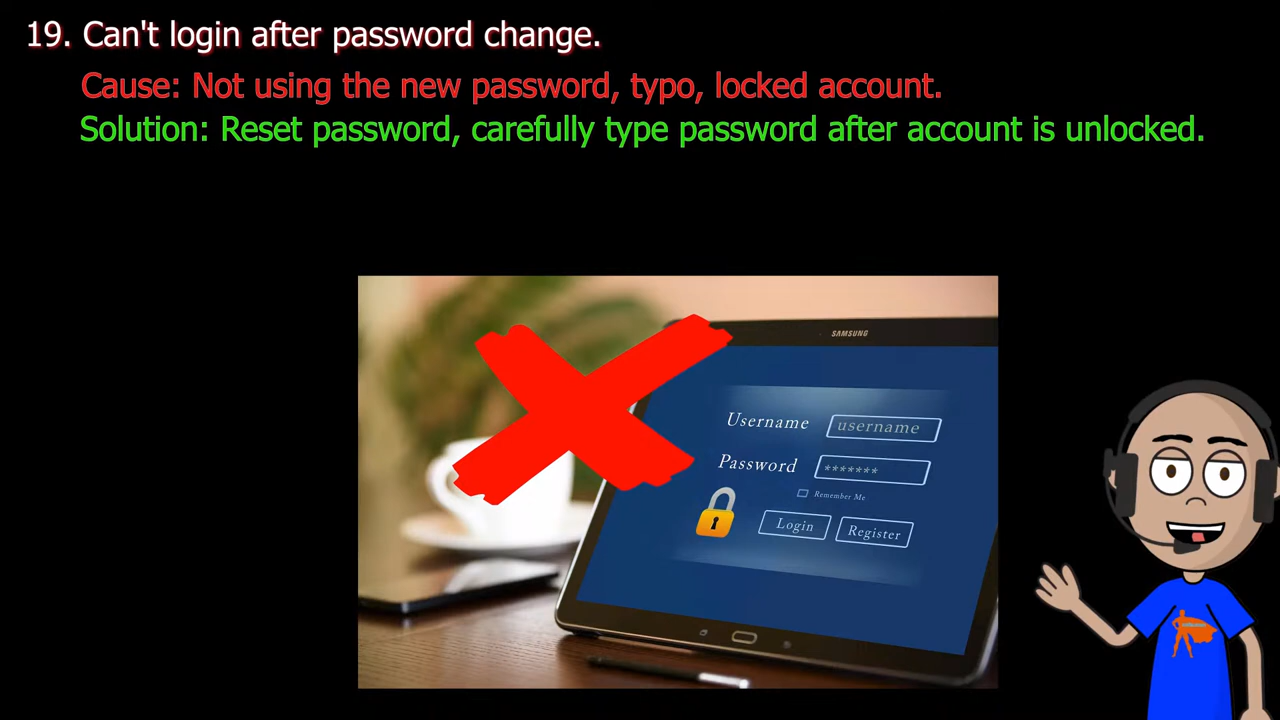 19. Can't login after password change.
Cause: Not using the new password, typo, locked account.
Solution: Reset password, carefully type password after account is unlocked.
SAMSUNG
Username username
Password *******
Remember Me
Login Register